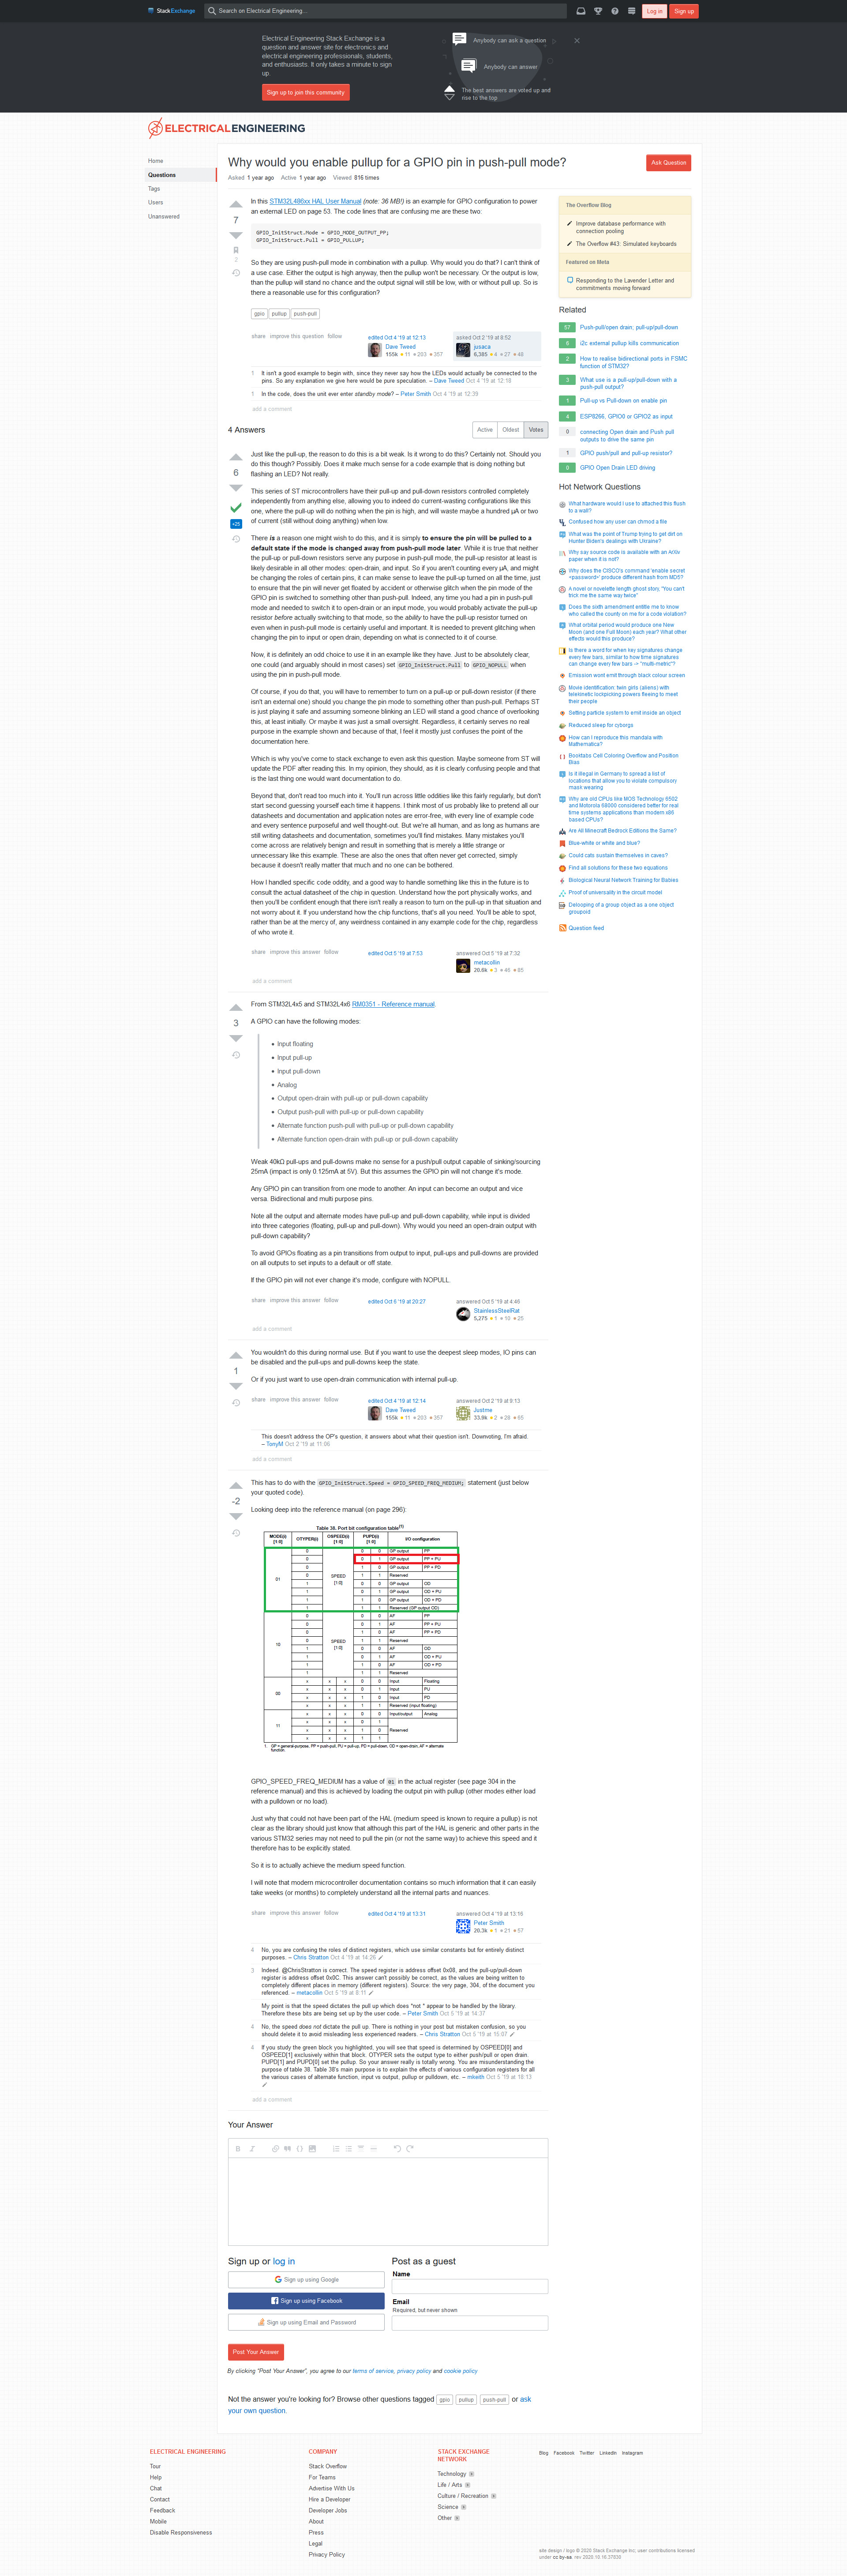 StackExchange
Search on Electrical Engineering…
Log in
Sign up
Electrical Engineering Stack Exchange is a
question and answer site for electronics and
electrical engineering professionals, students,
and enthusiasts. It only takes a minute to sign
up.
Sign up to join this community
Anybody can ask a question
Anybody can answer
The best answers are voted up and
rise to the top
ELECTRICAL ENGINEERING
Home
Questions
Tags
Users
Unanswered
Why would you enable pullup for a GPIO pin in push-pull mode?
Ask Question
Asked 1 year ago Active 1 year ago Viewed 816 times
7
2
In this STM32L486xx HAL User Manual (note: 36 MB!) is an example for GPIO configuration to power
an external LED on page 53. The code lines that are confusing me are these two:
GPIO_InitStruct.Mode = GPIO_MODE_OUTPUT_PP;
GPIO_InitStruct.Pull = GPIO_PULLUP;
So they are using push-pull mode in combination with a pullup. Why would you do that? I can't think of
a use case. Either the output is high anyway, then the pullup won't be necessary. Or the output is low,
than the pullup will stand no chance and the output signal will still be low, with or without pull up. So is
there a reasonable use for this configuration?
gpio pullup push-pull
share improve this question follow
edited Oct 4 '19 at 12:13
Dave Tweed
155k 11 203 357
asked Oct 2 '19 at 8:52
jusaca
6,385 4 27 48
1 It isn't a good example to begin with, since they never say how the LEDs would actually be connected to the
pins. So any explanation we give here would be pure speculation. – Dave Tweed Oct 4 '19 at 12:18
1 In the code, does the unit ever enter standby mode? – Peter Smith Oct 4 '19 at 12:39
add a comment
4 Answers
Active Oldest Votes
6
+25
Just like the pull-up, the reason to do this is a bit weak. Is it wrong to do this? Certainly not. Should you
do this though? Possibly. Does it make much sense for a code example that is doing nothing but
flashing an LED? Not really.
This series of ST microcontrollers have their pull-up and pull-down resistors controlled completely
independently from anything else, allowing you to indeed do current-wasting configurations like this
one, where the pull-up will do nothing when the pin is high, and will waste maybe a hundred µA or two
of current (still without doing anything) when low.
There is a reason one might wish to do this, and it is simply to ensure the pin will be pulled to a
default state if the mode is changed away from push-pull mode later. While it is true that neither
the pull-up or pull-down resistors serve any purpose in push-pull mode, the pull-up resistor at least is
likely desirable in all other modes: open-drain, and input. So if you aren't counting every µA, and might
be changing the roles of certain pins, it can make sense to leave the pull-up turned on all the time, just
to ensure that the pin will never get floated by accident or otherwise glitch when the pin mode of the
GPIO pin is switched to something other than push-pull. Indeed, any time you had a pin in push-pull
mode and intended to switch it to an input or open-drain mode, you would probably enable the pull-up
resistor before actually switching to that mode, so the ability to have the pull-up resistor turned on
even when in push-pull mode is certainly useful and important. It is needed to prevent glitching when
changing the pin to input or open drain, depending on what is connected to it of course.
Now, it is definitely an odd choice to use it in an example like they have. Just to be absolutely clear,
one could (and arguably should in most cases) set GPIO_InitStruct.Pull to GPIO_NOPULL when
using the pin in push-pull mode.
Of course, if you do that, you will have to remember to turn on a pull-up or pull-down resistor (if there
isn't an external one) should you change the pin mode to something other than push-pull. Perhaps ST
is just playing it safe and assuming someone blinking an LED will stand a good chance of overlooking
this, at least initially. Or maybe it was just a small oversight. Regardless, it certainly serves no real
purpose in the example shown and because of that, I feel it mostly just confuses the point of the
documentation here.
Which is why you've come to stack exchange to even ask this question. Maybe someone from ST will
update the PDF after reading this. In my opinion, they should, as it is clearly confusing people and that
is the last thing one would want documentation to do.
Beyond that, don't read too much into it. You'll run across little oddities like this fairly regularly, but don't
start second guessing yourself each time it happens. I think most of us probably like to believe all our
datasheets and documentation and application notes are error-free, with every bit of example code
and every sentence purposeful and well thought-out. But we're all human, and as long as humans are
still writing datasheets and documentation, sometimes you'll find mistakes. Many more you'll come
across are relatively benign and result in something that is merely a little strange or
unnecessary like this example. These are also the ones that often never get corrected, simply
because it doesn't really matter that much and no one can be bothered.
How I handled specific code oddity, and a good way to handle something like this in the future is to
consult the actual datasheet of the chip in question. Understand how the port physically works, and
then you'll be confident enough that there isn't really a reason to turn on the pull-up in that situation and
not worry about it. If you understand how the chip functions, that's all you need. You'll be able to spot,
rather than be at the mercy of, any weirdness contained in any example code for the chip, regardless
of who wrote it.
share improve this answer follow
edited Oct 5 '19 at 7:53
answered Oct 5 '19 at 7:32
metacollin
20.8k 3 46 85
add a comment
3
From STM32L4x5 and STM32L4x6 RM0351 - Reference manual.
A GPIO can have the following modes:
Input floating
Input pull-up
Input pull-down
Analog
Output open-drain with pull-up or pull-down capability
Output push-pull with pull-up or pull-down capability
Alternate function push-pull with pull-up or pull-down capability
Alternate function open-drain with pull-up or pull-down capability
Weak 40kΩ pull-ups and pull-downs make no sense for a push/pull output capable of sinking/sourcing
25mA (impact is only 0.125mA at 5V). But this assumes the GPIO pin will not change it's mode.
Any GPIO pin can transition from one mode to another. An input can become an output and vice
versa. Bidirectional and multi purpose pins.
Note all the output and alternate modes have pull-up and pull-down capability, while input is divided
into three categories (floating, pull-up and pull-down). Why would you need an open-drain output with
pull-down capability?
To avoid GPIOs floating as a pin transitions from output to input, pull-ups and pull-downs are provided
on all outputs to set inputs to a default or off state.
If the GPIO pin will not ever change it's mode, configure with NOPULL.
share improve this answer follow
edited Oct 6 '19 at 20:27
answered Oct 5 '19 at 4:46
StainlessSteelRat
5,275 1 10 25
add a comment
1
You wouldn't do this during normal use. But if you want to use the deepest sleep modes, IO pins can
be disabled and the pull-ups and pull-downs keep the state.
Or if you just want to use open-drain communication with internal pull-up.
share improve this answer follow
edited Oct 4 '19 at 12:14
Dave Tweed
155k 11 203 357
answered Oct 2 '19 at 9:13
Justme
33.9k 2 28 65
This doesn't address the OP's question, it answers about what their question isn't. Downvoting, I'm afraid.
– TonyM Oct 2 '19 at 11:06
add a comment
-2
This has to do with the GPIO_InitStruct.Speed = GPIO_SPEED_FREQ_MEDIUM; statement (just below
your quoted code).
Looking deep into the reference manual (on page 296):
Table 38. Port bit configuration table(1)
MODE(i) [1:0] OTYPER(i) OSPEED(i) [1:0] PUPD(i) [1:0] I/O configuration
01 SPEED [1:0]
0 0 0 GP output PP
0 0 1 GP output PP + PU
0 1 0 GP output PP + PD
0 1 1 Reserved
1 0 0 GP output OD
1 0 1 GP output OD + PU
1 1 0 GP output OD + PD
1 1 1 Reserved (GP output OD)
10 SPEED [1:0]
0 0 0 AF PP
0 0 1 AF PP + PU
0 1 0 AF PP + PD
0 1 1 Reserved
1 0 0 AF OD
1 0 1 AF OD + PU
1 1 0 AF OD + PD
1 1 1 Reserved
00
x x x 0 0 Input Floating
x x x 0 1 Input PU
x x x 1 0 Input PD
x x x 1 1 Reserved (input floating)
11
x x x 0 0 Input/output Analog
x x x 0 1
x x x 1 0 Reserved
x x x 1 1
1. GP = general-purpose, PP = push-pull, PU = pull-up, PD = pull-down, OD = open-drain, AF = alternate
function.
GPIO_SPEED_FREQ_MEDIUM has a value of 01 in the actual register (see page 304 in the
reference manual) and this is achieved by loading the output pin with pullup (other modes either load
with a pulldown or no load).
Just why that could not have been part of the HAL (medium speed is known to require a pullup) is not
clear as the library should just know that although this part of the HAL is generic and other parts in the
various STM32 series may not need to pull the pin (or not the same way) to achieve this speed and it
therefore has to be explicitly stated.
So it is to actually achieve the medium speed function.
I will note that modern microcontroller documentation contains so much information that it can easily
take weeks (or months) to completely understand all the internal parts and nuances.
share improve this answer follow
edited Oct 4 '19 at 13:31
answered Oct 4 '19 at 13:16
Peter Smith
20.3k 1 21 57
4 No, you are confusing the roles of distinct registers, which use similar constants but for entirely distinct
purposes. – Chris Stratton Oct 4 '19 at 14:26
3 Indeed. @ChrisStratton is correct. The speed register is address offset 0x08, and the pull-up/pull-down
register is address offset 0x0C. This answer can't possibly be correct, as the values are being written to
completely different places in memory (different registers). Source: the very page, 304, of the document you
referenced. – metacollin Oct 5 '19 at 8:11
My point is that the speed dictates the pull up which does "not " appear to be handled by the library.
Therefore these bits are being set up by the user code. – Peter Smith Oct 5 '19 at 14:37
4 No, the speed does not dictate the pull up. There is nothing in your post but mistaken confusion, so you
should delete it to avoid misleading less experienced readers. – Chris Stratton Oct 5 '19 at 15:07
4 If you study the green block you highlighted, you will see that speed is determined by OSPEED[0] and
OSPEED[1] exclusively within that block. OTYPER sets the output type to either push/pull or open drain.
PUPD[1] and PUPD[0] set the pullup. So your answer really is totally wrong. You are misunderstanding the
purpose of table 38. Table 38's main purpose is to explain the effects of various configuration registers for all
the various cases of alternate function, input vs output, pullup or pulldown, etc. – mkeith Oct 5 '19 at 18:13
add a comment
Your Answer
Sign up or log in
Sign up using Google
Sign up using Facebook
Sign up using Email and Password
Post as a guest
Name
Email
Required, but never shown
Post Your Answer
By clicking "Post Your Answer", you agree to our terms of service, privacy policy and cookie policy
Not the answer you're looking for? Browse other questions tagged gpio pullup push-pull or ask
your own question.
The Overflow Blog
Improve database performance with
connection pooling
The Overflow #43: Simulated keyboards
Featured on Meta
Responding to the Lavender Letter and
commitments moving forward
Related
57 Push-pull/open drain; pull-up/pull-down
6 i2c external pullup kills communication
2 How to realise bidirectional ports in FSMC
function of STM32?
3 What use is a pull-up/pull-down with a
push-pull output?
1 Pull-up vs Pull-down on enable pin
4 ESP8266, GPIO0 or GPIO2 as input
0 connecting Open drain and Push pull
outputs to drive the same pin
1 GPIO push/pull and pull-up resistor?
0 GPIO Open Drain LED driving
Hot Network Questions
What hardware would I use to attached this flush
to a wall?
Confused how any user can chmod a file
What was the point of Trump trying to get dirt on
Hunter Biden's dealings with Ukraine?
Why say source code is available with an ArXiv
paper when it is not?
Why does the CISCO's command 'enable secret
<password>' produce different hash from MD5?
A novel or novelette length ghost story, "You can't
trick me the same way twice"
Does the sixth amendment entitle me to know
who called the county on me for a code violation?
What orbital period would produce one New
Moon (and one Full Moon) each year? What other
effects would this produce?
Is there a word for when key signatures change
every few bars, similar to how time signatures
can change every few bars -> "multi-metric"?
Emission wont emit through black colour screen
Movie identification: twin girls (aliens) with
telekinetic lockpicking powers fleeing to meet
their people
Setting particle system to emit inside an object
Reduced sleep for cyborgs
How can I reproduce this mandala with
Mathematica?
Booktabs Cell Coloring Overflow and Position
Bias
Is it illegal in Germany to spread a list of
locations that allow you to violate compulsory
mask wearing
Why are old CPUs like MOS Technology 6502
and Motorola 68000 considered better for real
time systems applications than modern x86
based CPUs?
Are All Minecraft Bedrock Editions the Same?
Blue-white or white and blue?
Could cats sustain themselves in caves?
Find all solutions for these two equations
Biological Neural Network Training for Babies
Proof of universality in the circuit model
Delooping of a group object as a one object
groupoid
Question feed
ELECTRICAL ENGINEERING
Tour
Help
Chat
Contact
Feedback
Mobile
Disable Responsiveness
COMPANY
Stack Overflow
For Teams
Advertise With Us
Hire a Developer
Developer Jobs
About
Press
Legal
Privacy Policy
STACK EXCHANGE
NETWORK
Technology
Life / Arts
Culture / Recreation
Science
Other
Blog Facebook Twitter LinkedIn Instagram
site design / logo © 2020 Stack Exchange Inc; user contributions licensed
under cc by-sa. rev 2020.10.16.37830